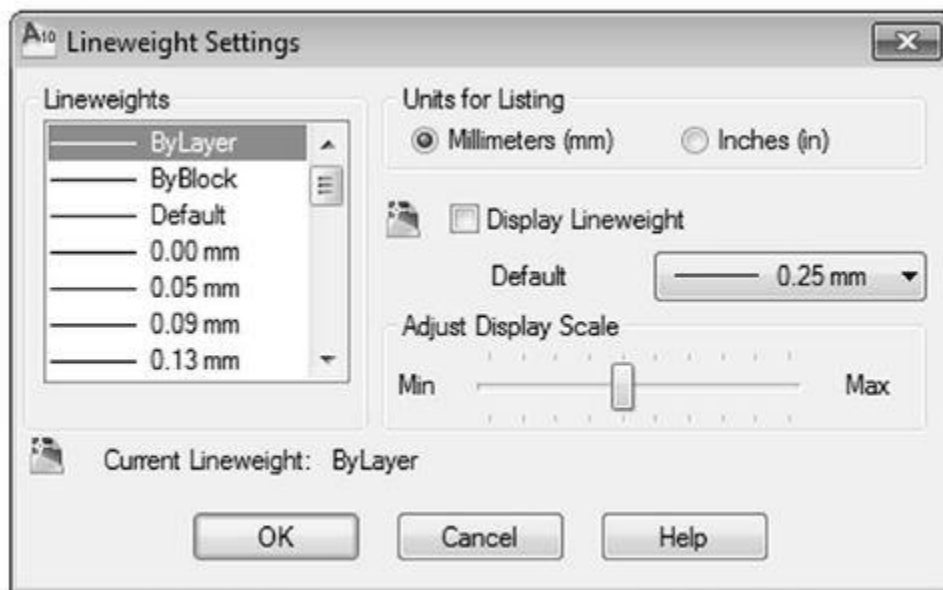 A10 Lineweight Settings
Lineweights
ByLayer
ByBlock
Default
0.00 mm
0.05 mm
0.09 mm
0.13 mm
Units for Listing
Millimeters (mm) Inches (in)
Display Lineweight
Default 0.25 mm
Adjust Display Scale
Min Max
Current Lineweight: ByLayer
OK Cancel Help